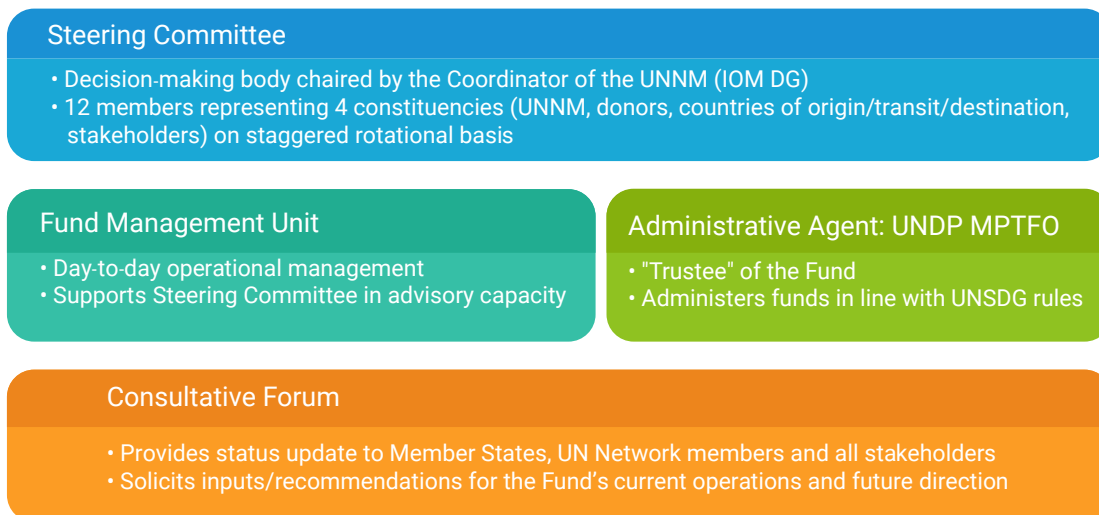 Steering Committee
• Decision-making body chaired by the Coordinator of the UNNM (IOM DG)
• 12 members representing 4 constituencies (UNNM, donors, countries of origin/transit/destination,
stakeholders) on staggered rotational basis
Fund Management Unit
• Day-to-day operational management
• Supports Steering Committee in advisory capacity
Administrative Agent: UNDP MPTFO
• "Trustee" of the Fund
• Administers funds in line with UNSDG rules
Consultative Forum
• Provides status update to Member States, UN Network members and all stakeholders
• Solicits inputs/recommendations for the Fund’s current operations and future direction